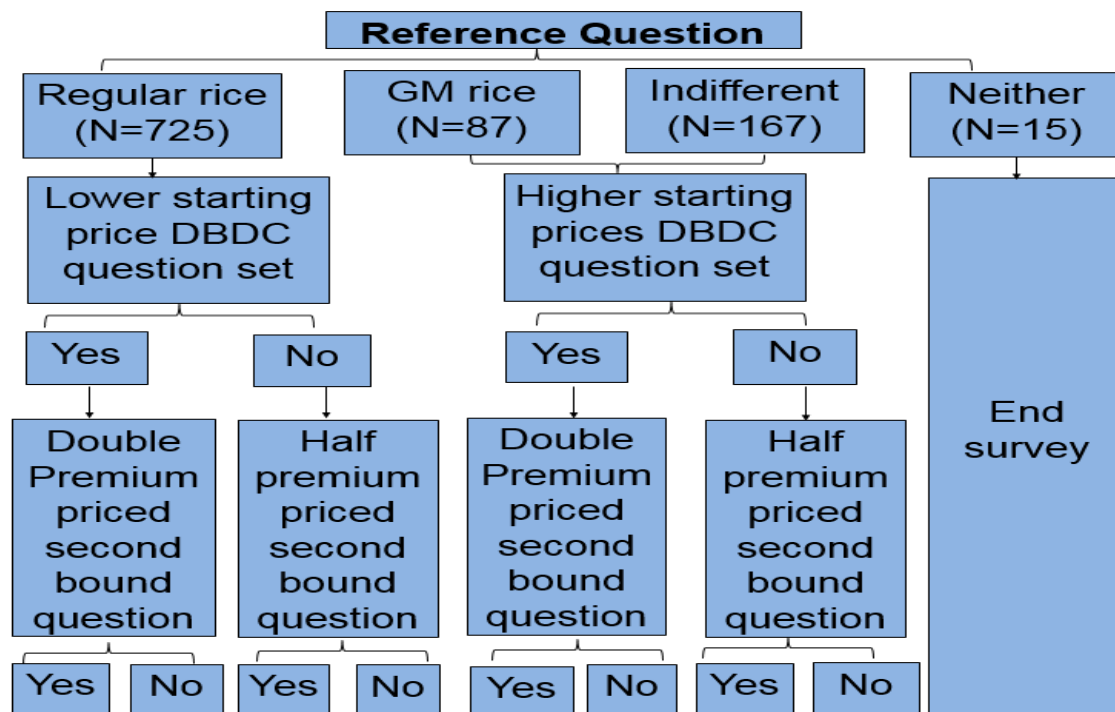 Reference Question
Regular rice
(N=725)
GM rice
(N=87)
Indifferent
(N=167)
Neither
(N=15)
Lower starting
price DBDC
question set
Higher starting
prices DBDC
question set
End
survey
Yes
No
Yes
No
Double
Premium
priced
second
bound
question
Half
premium
priced
second
bound
question
Double
Premium
priced
second
bound
question
Half
premium
priced
second
bound
question
Yes
No
Yes
No
Yes
No
Yes
No